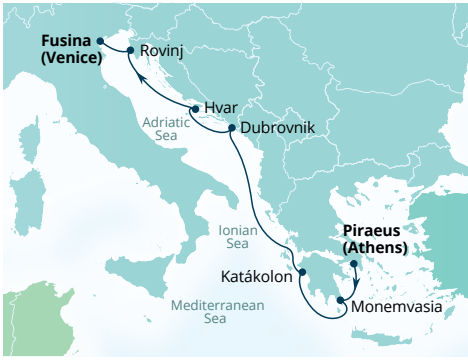 Fusina
(Venice)
Rovinj
Hvar
Adriatic
Sea
Dubrovnik
Ionian
Sea
Piraeus
(Athens)
Katákolon
Monemvasia
Mediterranean
Sea